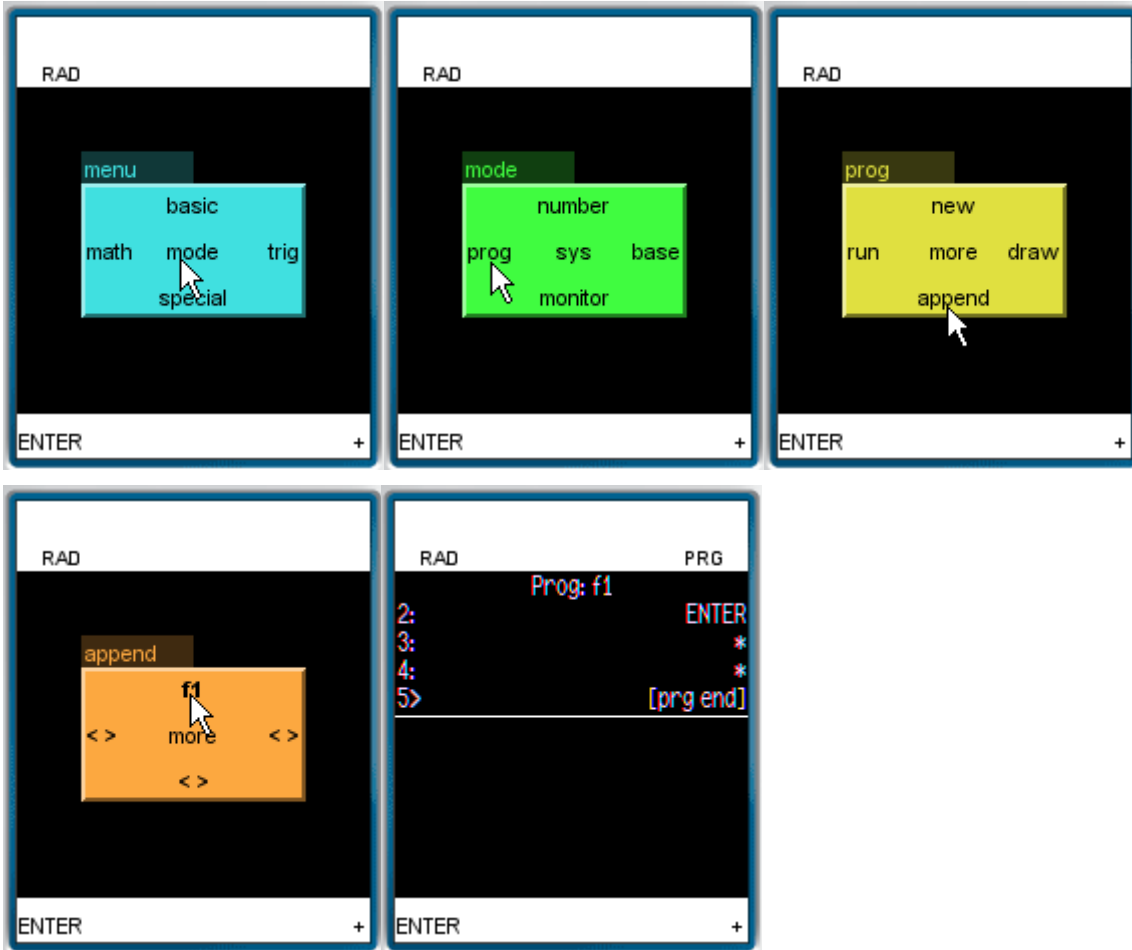 RAD
menu
basic
math mode trig
special
ENTER +
RAD
mode
number
prog sys base
monitor
ENTER +
RAD
prog
new
run more draw
append
ENTER +
RAD
append
f1
< > more < >
< >
ENTER +
RAD PRG
Prog: f1
2: ENTER
3: *
4: *
5> [prg end]
ENTER +